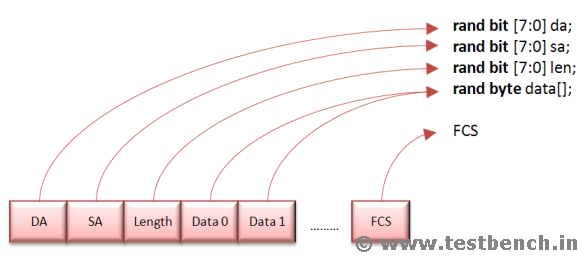 rand bit [7:0] da;
rand bit [7:0] sa;
rand bit [7:0] len;
rand byte data[];
FCS
DA SA Length Data 0 Data 1 ......... FCS
© www.testbench.in